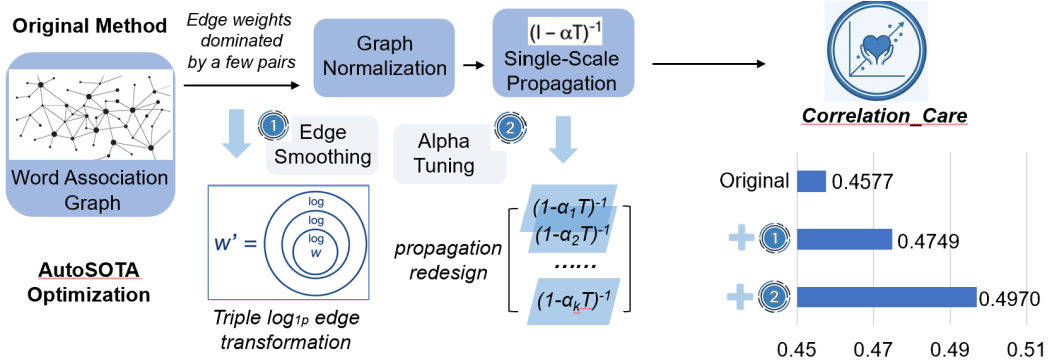 Original Method
Word Association
Graph
Edge weights
dominated
by a few pairs
Graph
Normalization
(I − αT)⁻¹
Single-Scale
Propagation
Correlation_Care
1
Edge
Smoothing
Alpha
Tuning
2
AutoSOTA
Optimization
w' =
log
log
log
w
Triple log₁ₚ edge
transformation
propagation
redesign
(1-α₁T)⁻¹
(1-α₂T)⁻¹
......
(1-αₖT)⁻¹
Original 0.4577
+ 1 0.4749
+ 2 0.4970
0.45 0.47 0.49 0.51